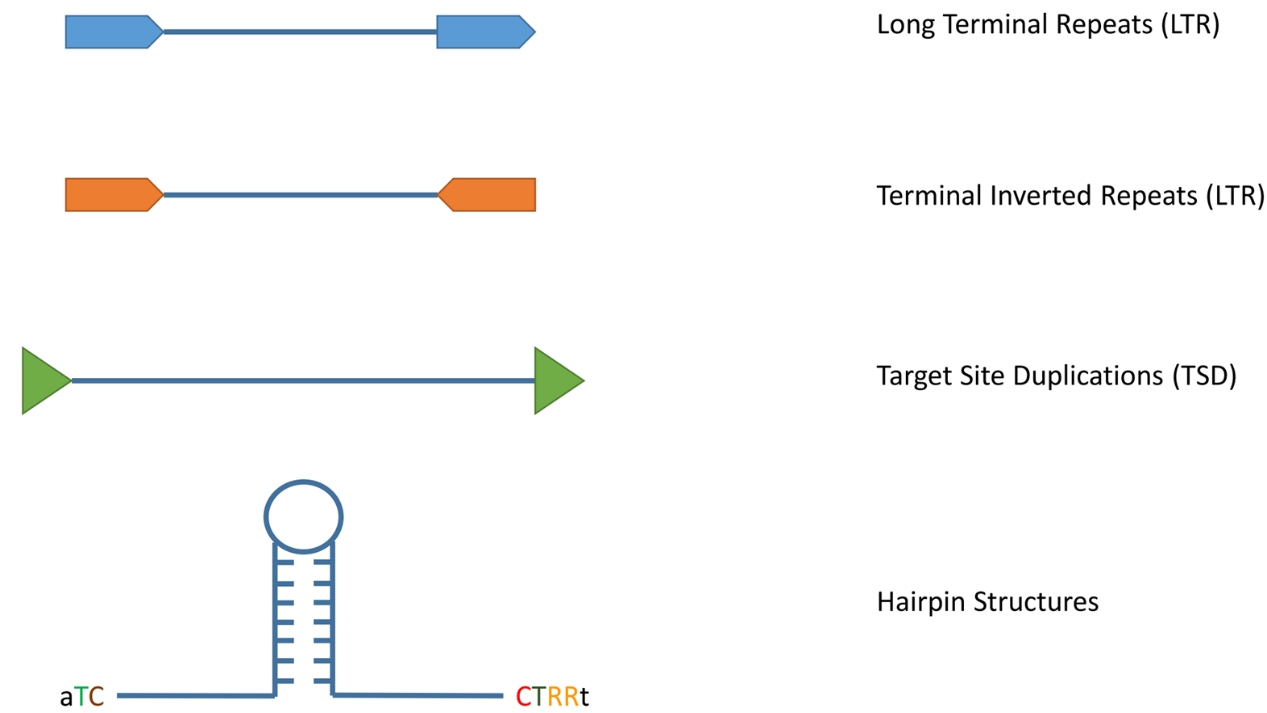 Long Terminal Repeats (LTR)
Terminal Inverted Repeats (LTR)
Target Site Duplications (TSD)
Hairpin Structures
aTC CTRRt